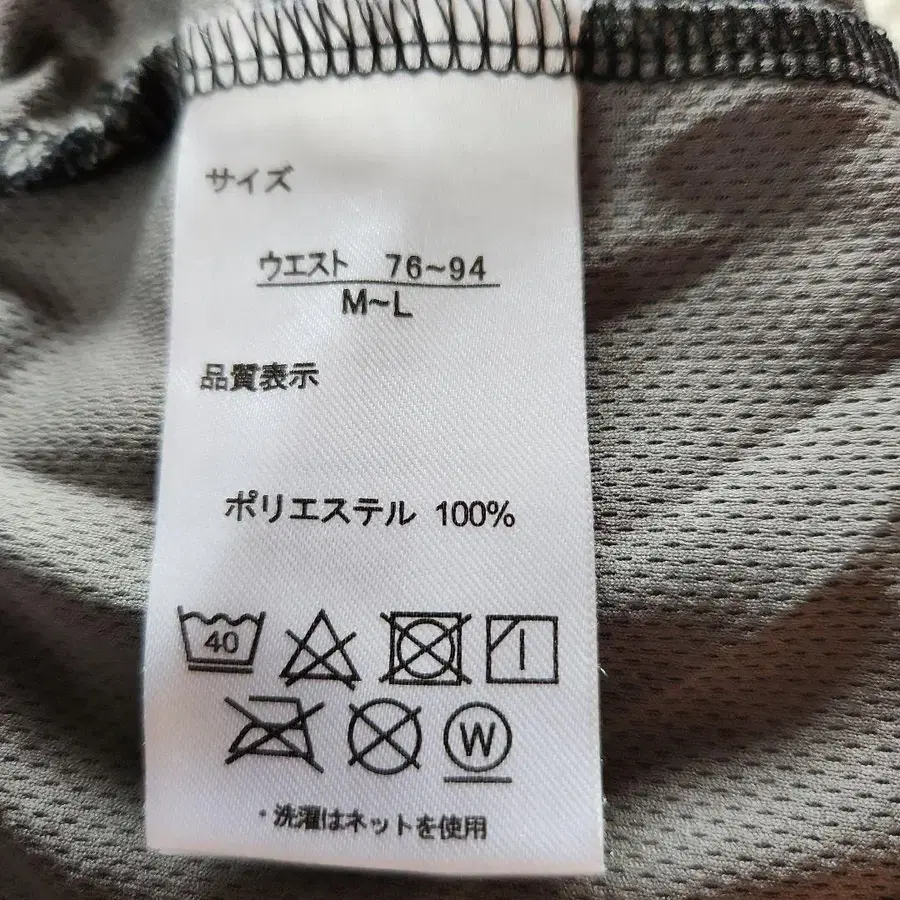 サイズ
ウエスト 76~94
M~L
品質表示
ポリエステル 100%
40
W
・洗濯はネットを使用